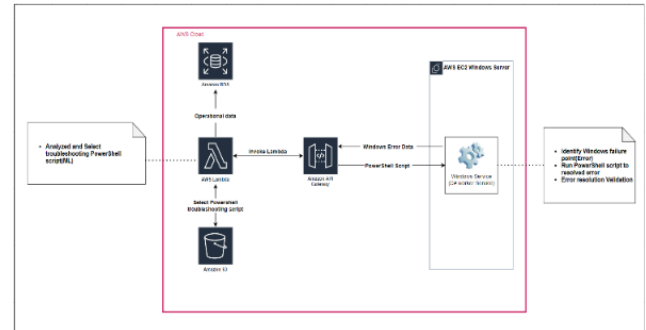 AWS Cloud
Amazon RDS
Operational data
AWS EC2 Windows Server
• Analyzed and Select
troubleshooting PowerShell
script(ML)
Invoke Lambda
Windows Error Data
PowerShell Script
AWS Lambda
Amazon API
Gateway
Windows Service
(C# Worker Service)
• Identify Windows failure
point(Error)
• Run PowerShell script to
resolved error
• Error resolution Validation
Select Powershell
troubleshooting Script
Amazon S3